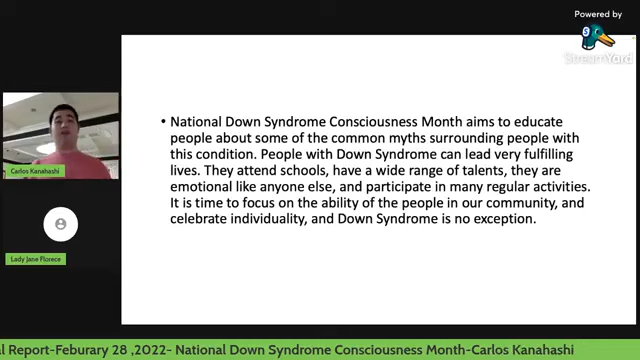 Powered by
StreamYard
• National Down Syndrome Consciousness Month aims to educate
people about some of the common myths surrounding people with
this condition. People with Down Syndrome can lead very fulfilling
lives. They attend schools, have a wide range of talents, they are
emotional like anyone else, and participate in many regular activities.
It is time to focus on the ability of the people in our community, and
celebrate individuality, and Down Syndrome is no exception.
Carlos Kanahashi
Lady Jane Florece
Report-Feburary 28 ,2022- National Down Syndrome Consciousness Month-Carlos Kanahashi